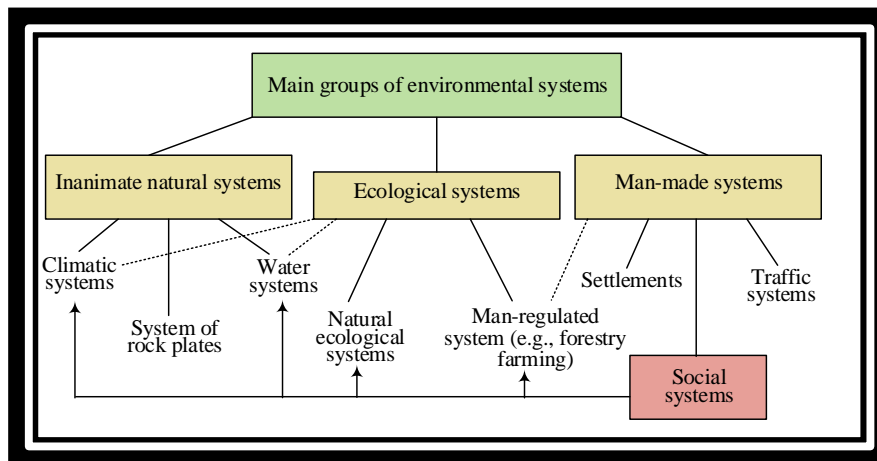 Main groups of environmental systems
Inanimate natural systems
Ecological systems
Man-made systems
Climatic
systems
System of
rock plates
Water
systems
Natural
ecological
systems
Man-regulated
system (e.g., forestry
farming)
Settlements
Social
systems
Traffic
systems